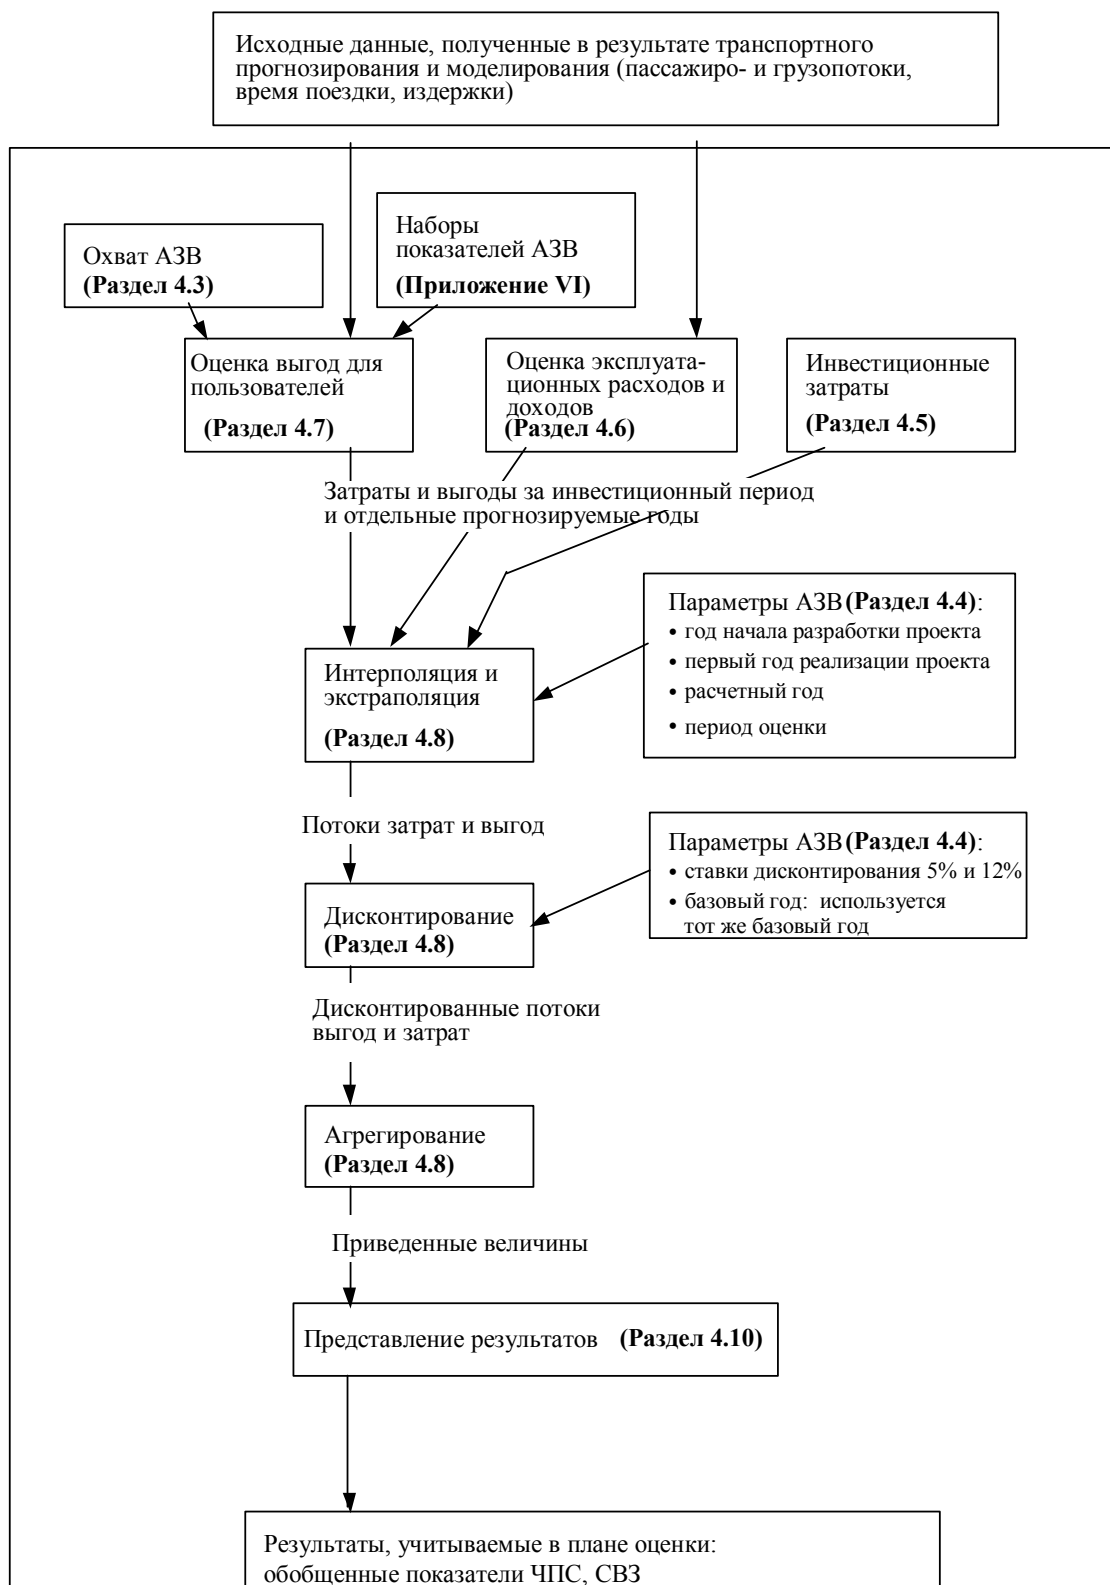 Исходные данные, полученные в результате транспортного
прогнозирования и моделирования (пассажиро- и грузопотоки,
время поездки, издержки)
Охват АЗВ
(Раздел 4.3)
Наборы
показателей АЗВ
(Приложение VI)
Оценка выгод для
пользователей
(Раздел 4.7)
Оценка эксплуата-
ционных расходов и
доходов
(Раздел 4.6)
Инвестиционные
затраты
(Раздел 4.5)
Затраты и выгоды за инвестиционный период
и отдельные прогнозируемые годы
Параметры АЗВ (Раздел 4.4):
• год начала разработки проекта
• первый год реализации проекта
• расчетный год
• период оценки
Интерполяция и
экстраполяция
(Раздел 4.8)
Потоки затрат и выгод
Параметры АЗВ (Раздел 4.4):
• ставки дисконтирования 5% и 12%
• базовый год: используется
тот же базовый год
Дисконтирование
(Раздел 4.8)
Дисконтированные потоки
выгод и затрат
Агрегирование
(Раздел 4.8)
Приведенные величины
Представление результатов (Раздел 4.10)
Результаты, учитываемые в плане оценки:
обобщенные показатели ЧПС, СВЗ